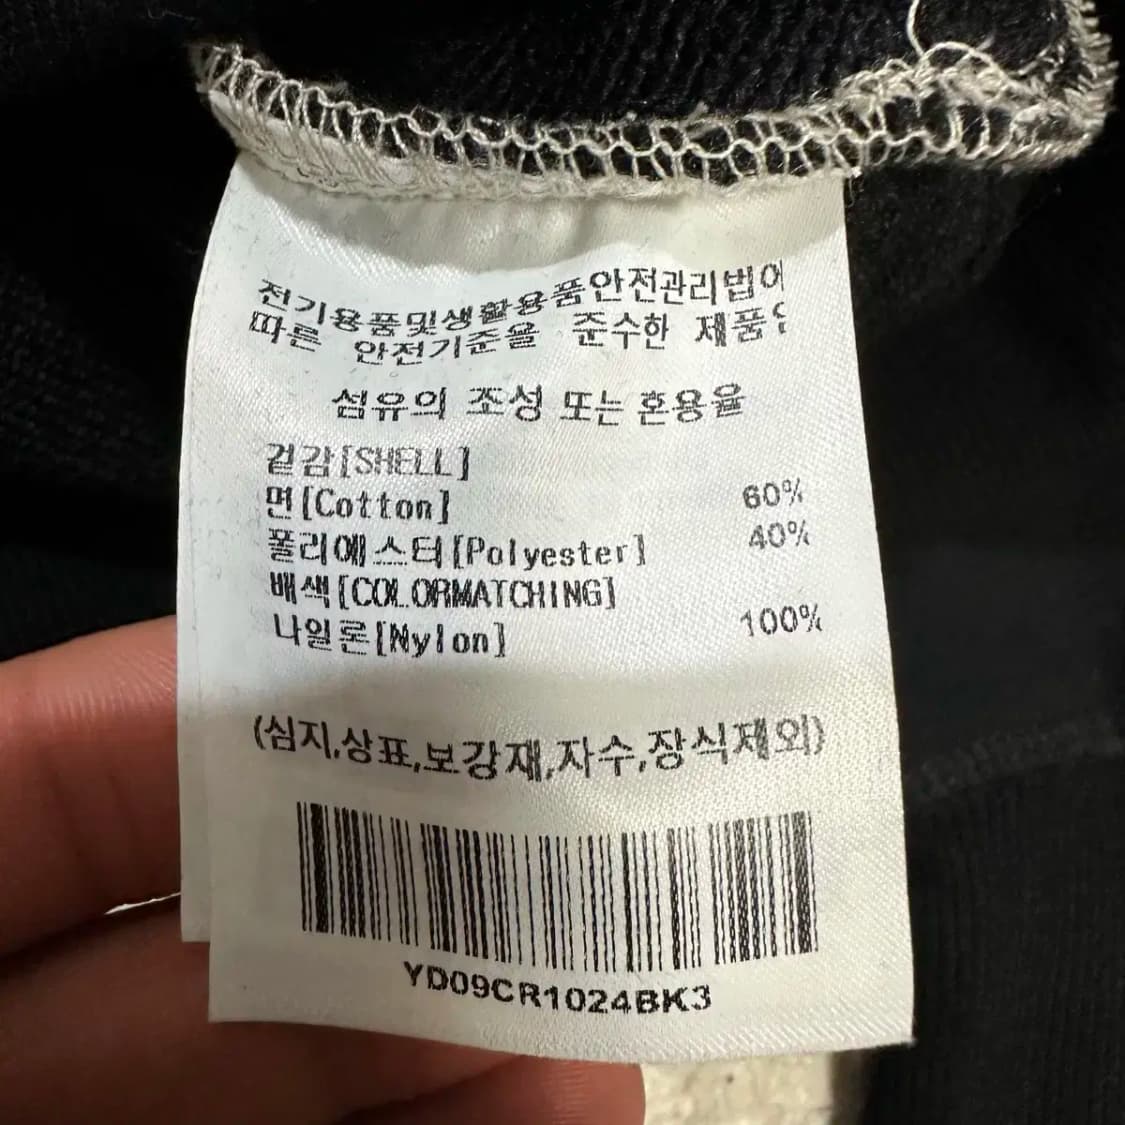 전기용품및생활용품안전관리법에
따른 안전기준을 준수한 제품
섬유의 조성 또는 혼용율
겉감[SHELL]
면[Cotton] 60%
폴리에스터[Polyester] 40%
배색[COLORMATCHING]
나일론[Nylon] 100%
(심지,상표,보강재,자수,장식제외)
YD09CR1024BK3